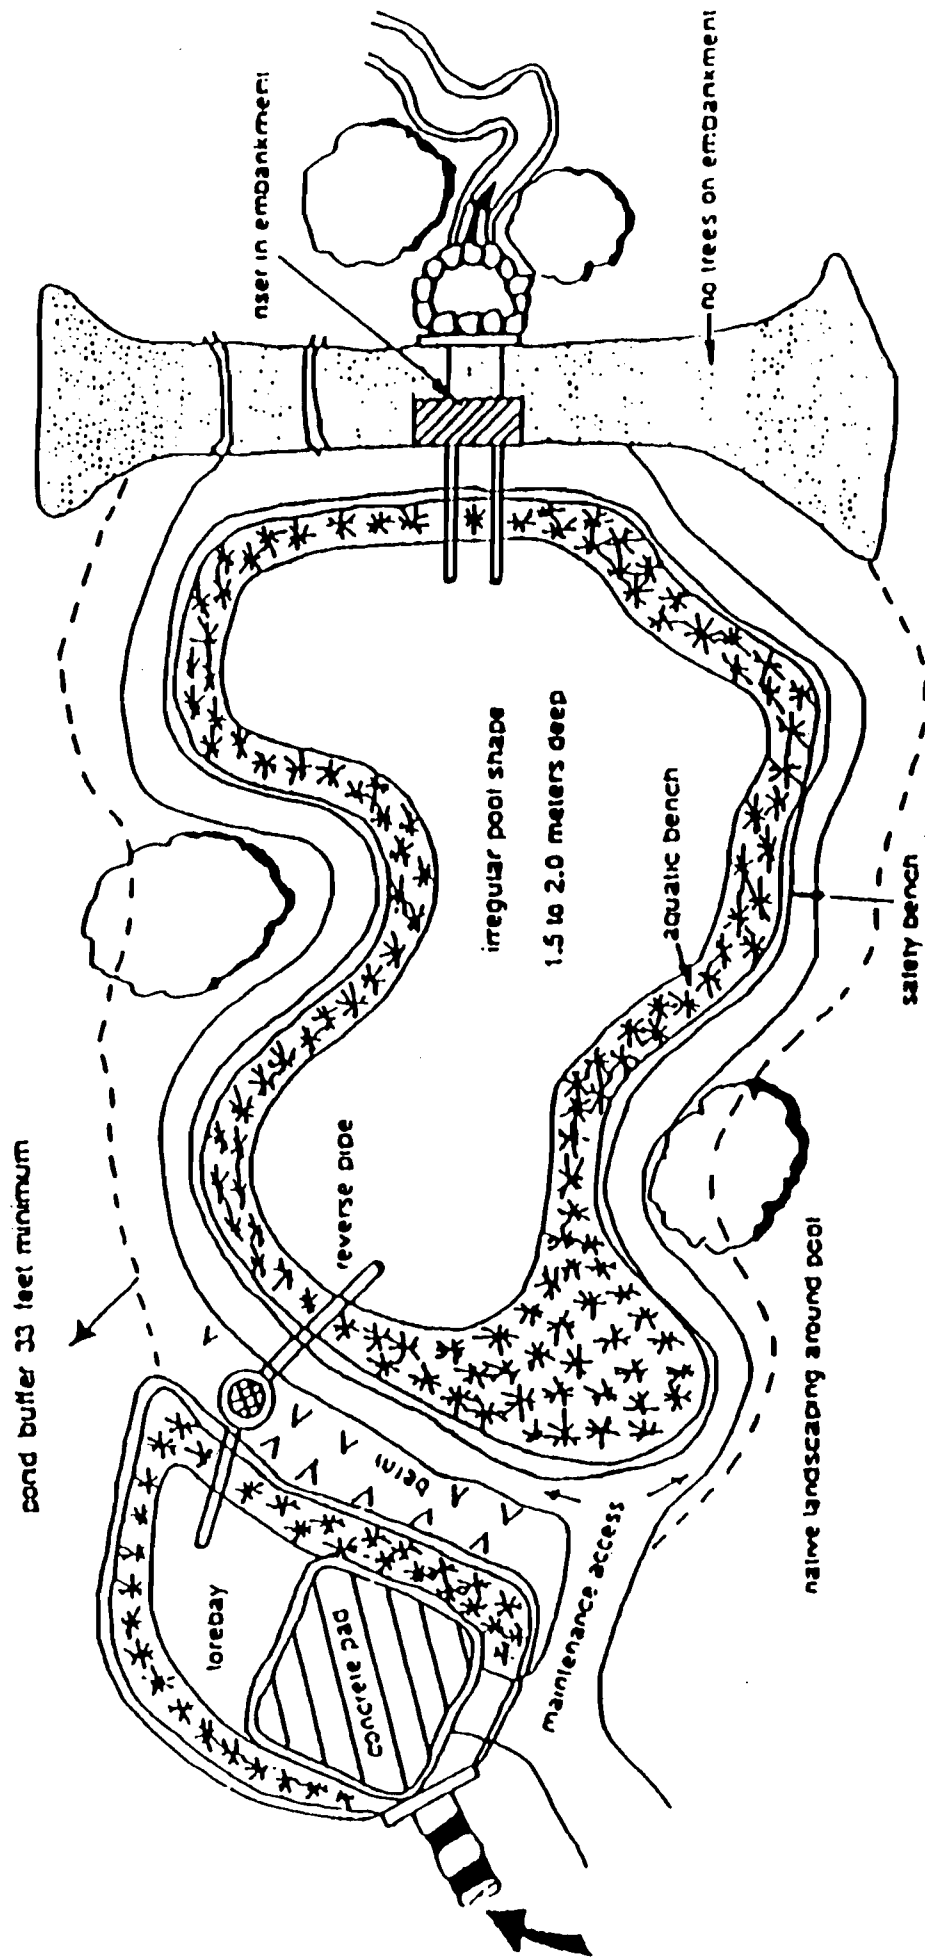 pond buffer 33 feet minimum
riser in embankment
no trees on embankment
reverse pipe
irregular pool shape
1.5 to 2.0 meters deep
aquatic bench
safety bench
native landscaping around pool
forebay
concrete pad
berm
maintenance access